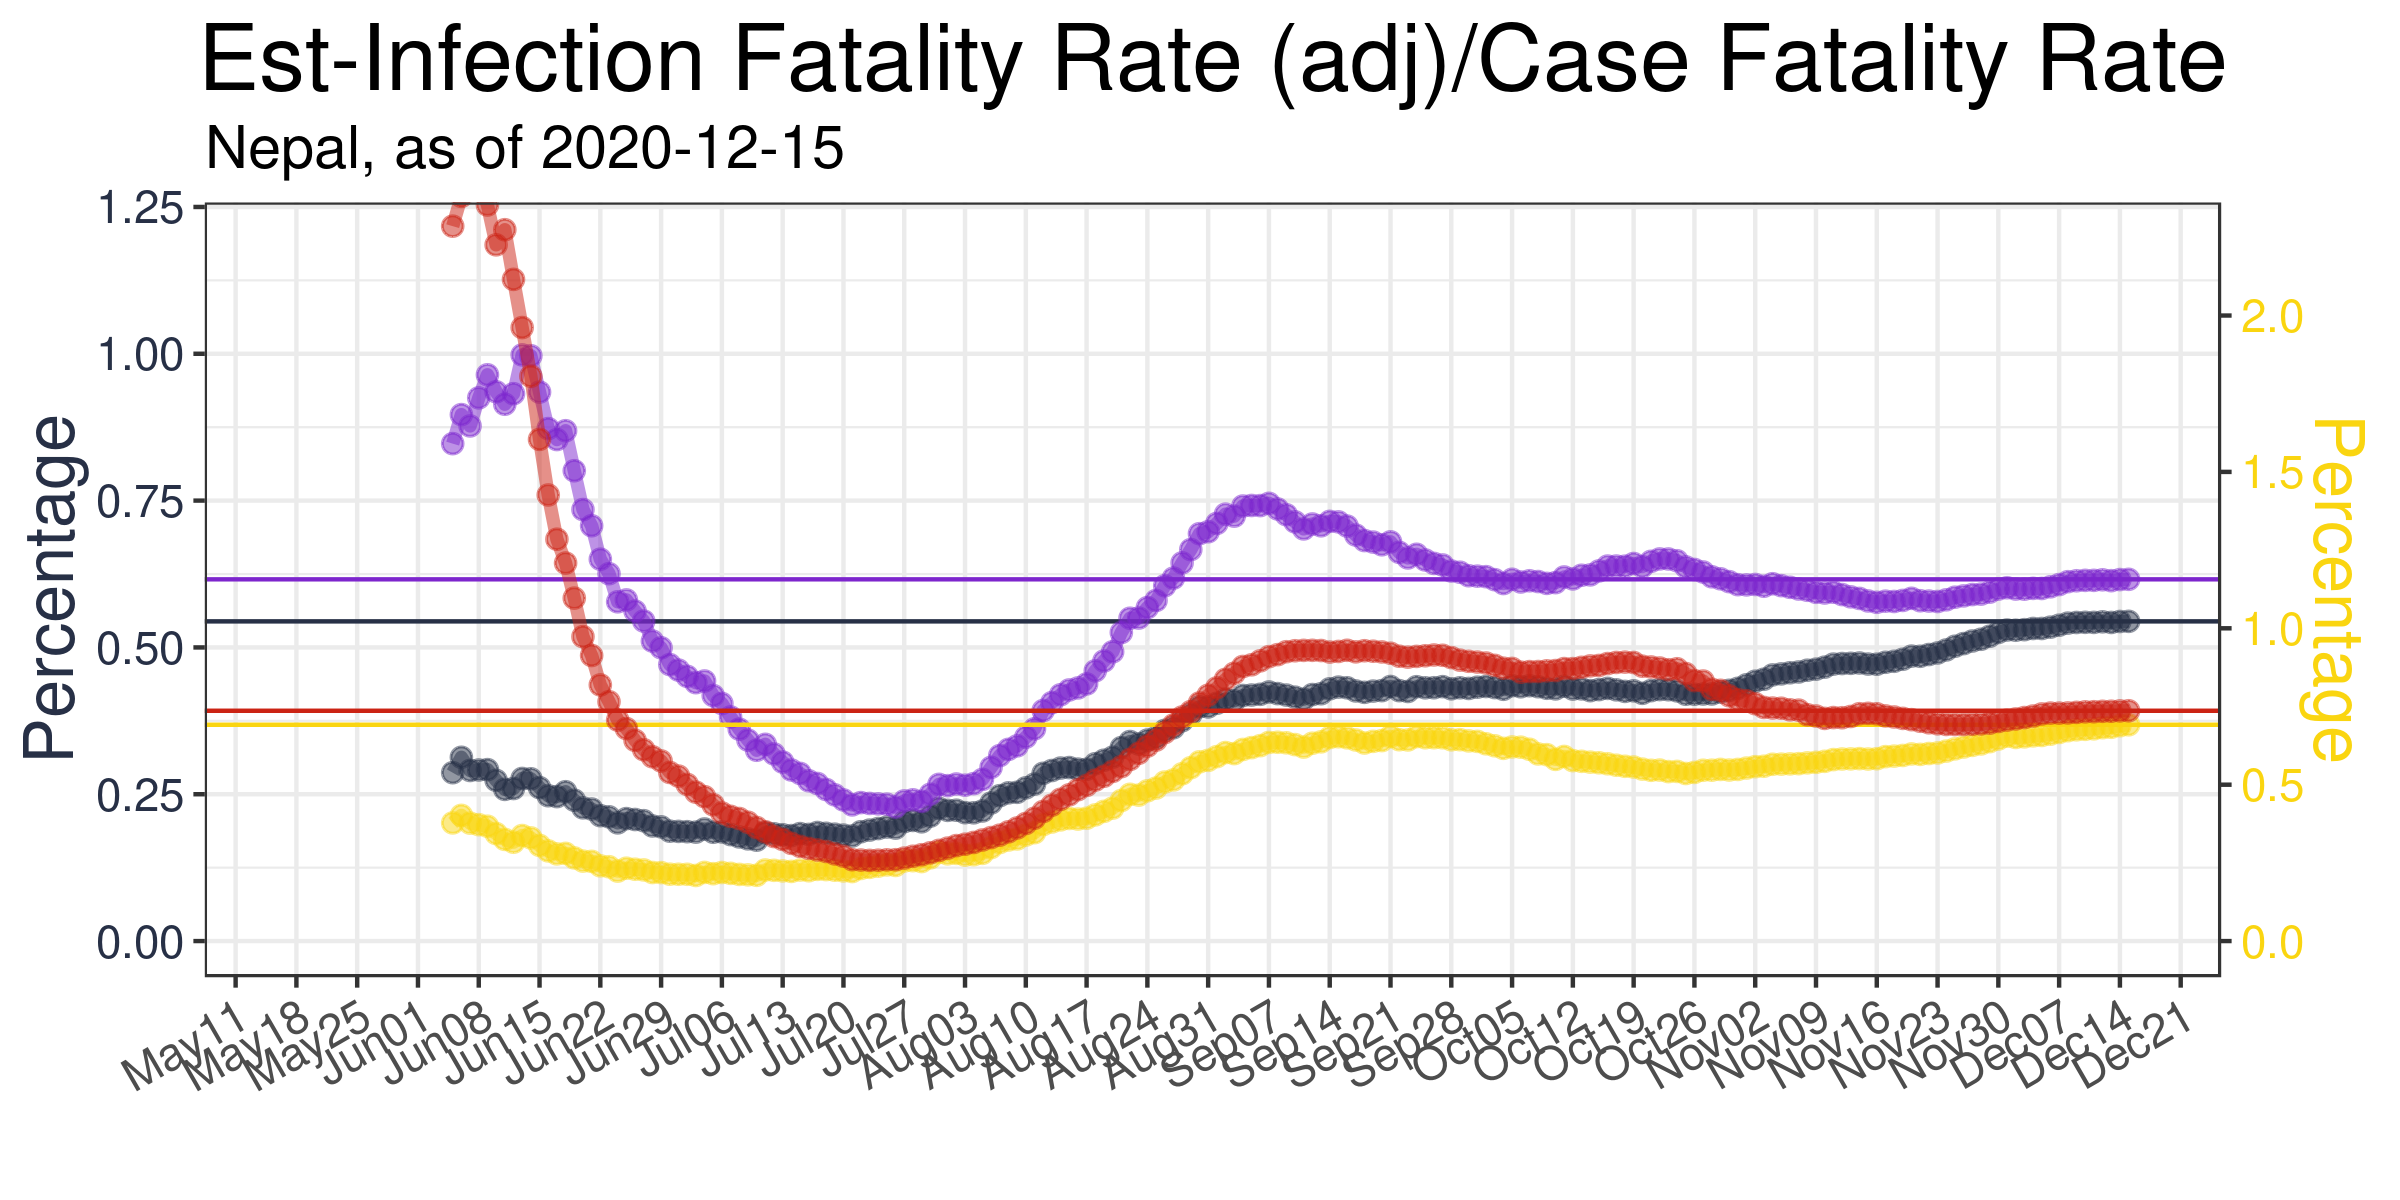 Est-Infection Fatality Rate (adj)/Case Fatality Rate
Nepal, as of 2020-12-15
Percentage
1.25
1.00
0.75
0.50
0.25
0.00
2.0
1.5
1.0
0.5
0.0
Percentage
May11
May18
May25
Jun01
Jun08
Jun15
Jun22
Jun29
Jul06
Jul13
Jul20
Jul27
Aug03
Aug10
Aug17
Aug24
Aug31
Sep07
Sep14
Sep21
Sep28
Oct05
Oct12
Oct19
Oct26
Nov02
Nov09
Nov16
Nov23
Nov30
Dec07
Dec14
Dec21